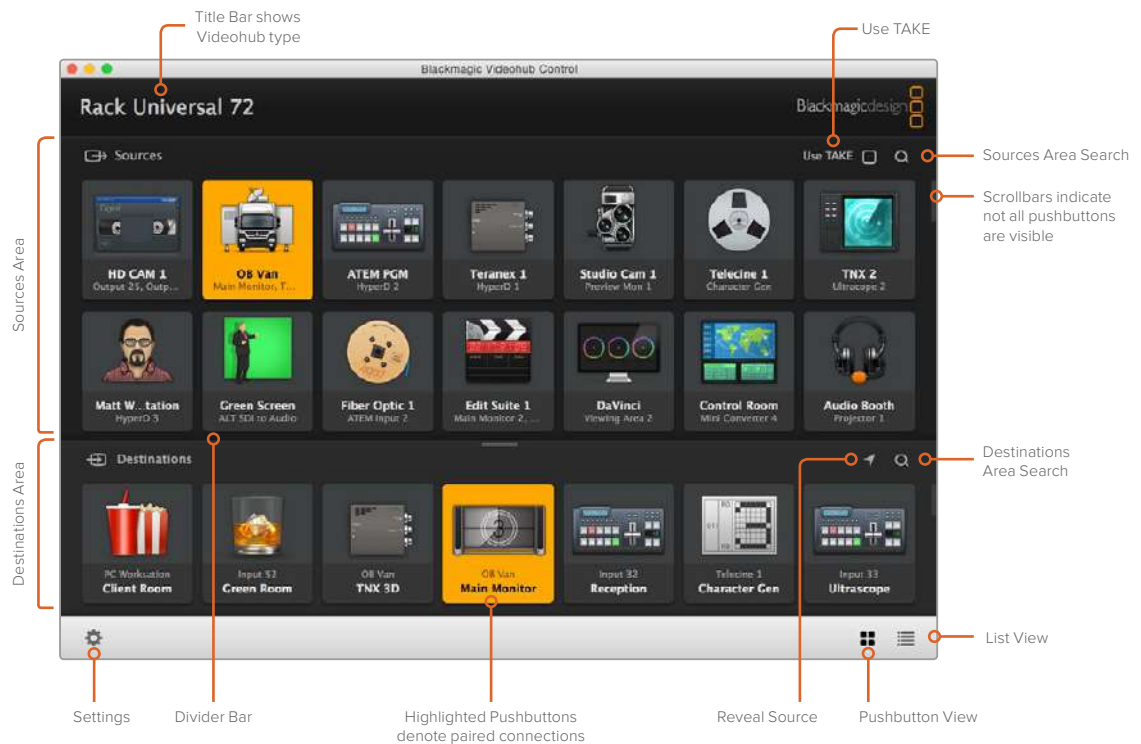 Title Bar shows
Videohub type
Use TAKE
Blackmagic Videohub Control
Rack Universal 72
Blackmagicdesign
Sources
Use TAKE
Sources Area Search
Scrollbars indicate
not all pushbuttons
are visible
Sources Area
HD CAM 1
Output 25, Outp...
OB Van
Main Monitor, T...
ATEM PGM
HyperD 2
Teranex 1
HyperD 1
Studio Cam 1
Preview Mon 1
Telecine 1
Character Gen
TNX 2
Ultrascope 2
Matt W...tation
HyperD 3
Green Screen
ALT SDI to Audio
Fiber Optic 1
ATEM Input 2
Edit Suite 1
Main Monitor 2, ...
DaVinci
Viewing Area 2
Control Room
Mini Converter 4
Audio Booth
Projector 1
Destinations Area
Destinations
Destinations
Area Search
PC Worksation
Client Room
Input 52
Green Room
OB Van
TNX 3D
3
OB Van
Main Monitor
Input 32
Reception
Telecine 1
Character Gen
Input 33
Ultrascope
List View
Settings
Divider Bar
Highlighted Pushbuttons
denote paired connections
Reveal Source
Pushbutton View